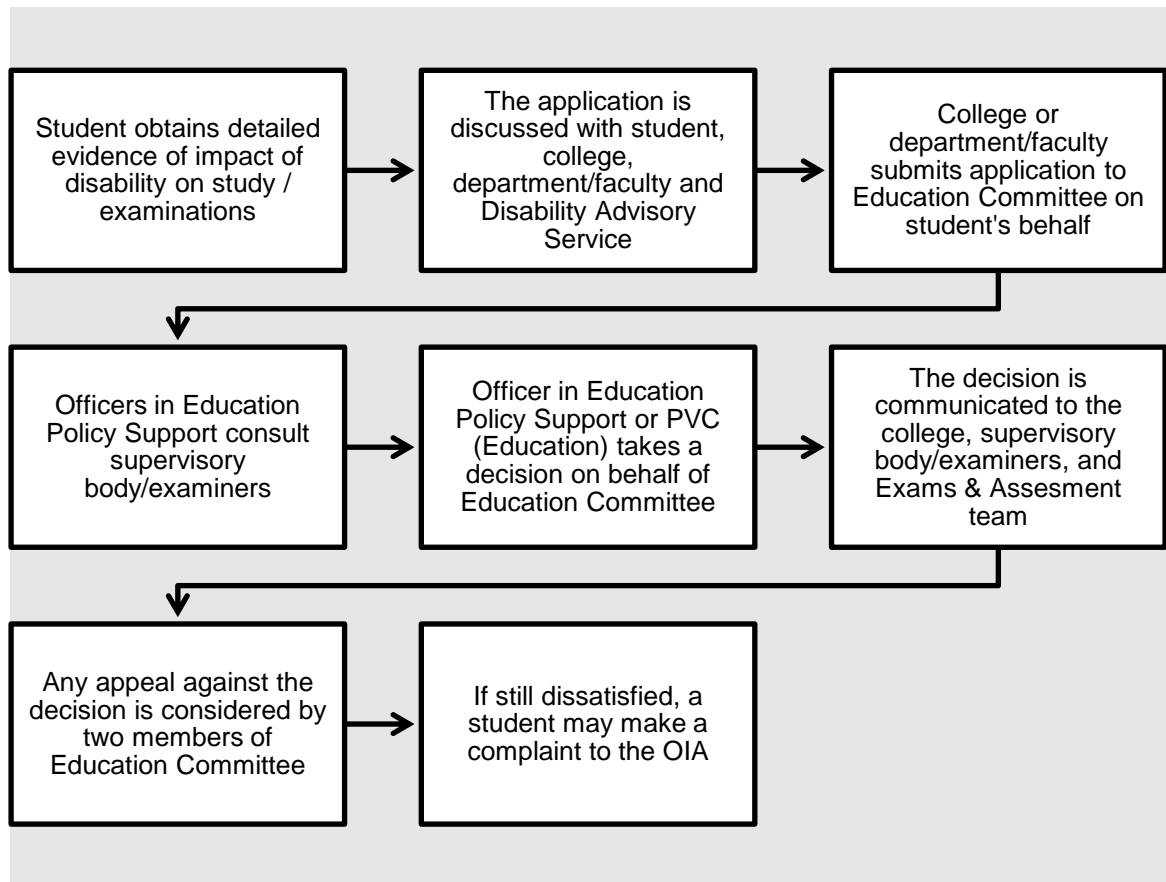 Student obtains detailed
evidence of impact of
disability on study /
examinations
The application is
discussed with student,
college,
department/faculty and
Disability Advisory
Service
College or
department/faculty
submits application to
Education Committee on
student's behalf
Officers in Education
Policy Support consult
supervisory
body/examiners
Officer in Education
Policy Support or PVC
(Education) takes a
decision on behalf of
Education Committee
The decision is
communicated to the
college, supervisory
body/examiners, and
Exams & Assesment
team
Any appeal against the
decision is considered by
two members of
Education Committee
If still dissatisfied, a
student may make a
complaint to the OIA